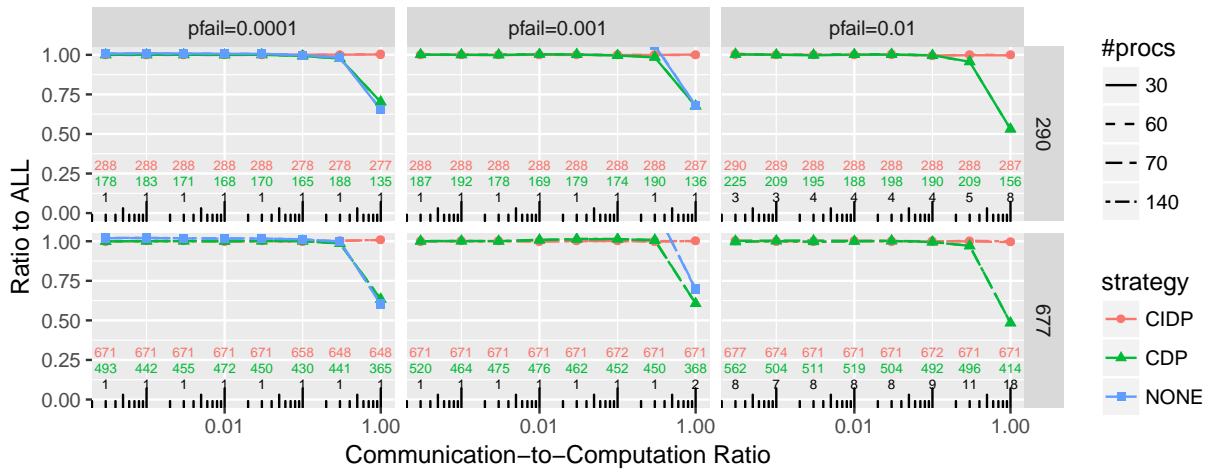 pfail=0.0001 pfail=0.001 pfail=0.01
1.00
0.75
0.50
0.25
0.00
288 288 288 288 288 278 278 277
178 183 171 168 170 165 188 135
1 1 1 1 1 1 1 1
288 288 288 288 288 288 288 287
187 192 178 169 179 174 190 136
1 1 1 1 1 1 1 1
290 289 288 288 288 288 288 287
225 209 195 188 198 190 209 156
3 3 4 4 4 4 5 8
290
1.00
0.75
0.50
0.25
0.00
671 671 671 671 671 658 648 648
493 442 455 472 450 430 441 365
1 1 1 1 1 1 1 1
671 671 671 671 671 672 671 671
520 464 475 476 462 452 450 368
1 1 1 1 1 1 1 2
677 674 671 671 671 672 671 671
562 504 511 519 504 492 496 414
8 7 8 8 8 9 11 18
677
0.01 1.00 0.01 1.00 0.01 1.00
Communication−to−Computation Ratio
Ratio to ALL
#procs
30
60
70
140
strategy
CIDP
CDP
NONE